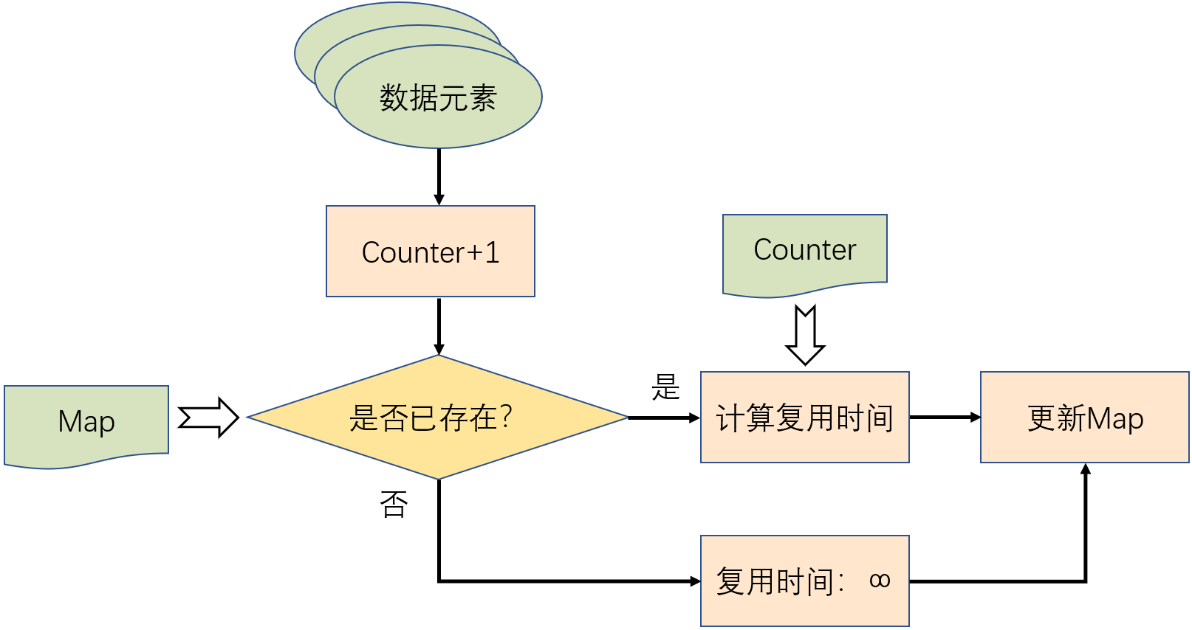 数据元素
Counter+1
Counter
Map
是否已存在？
是
计算复用时间
更新Map
否
复用时间：∞